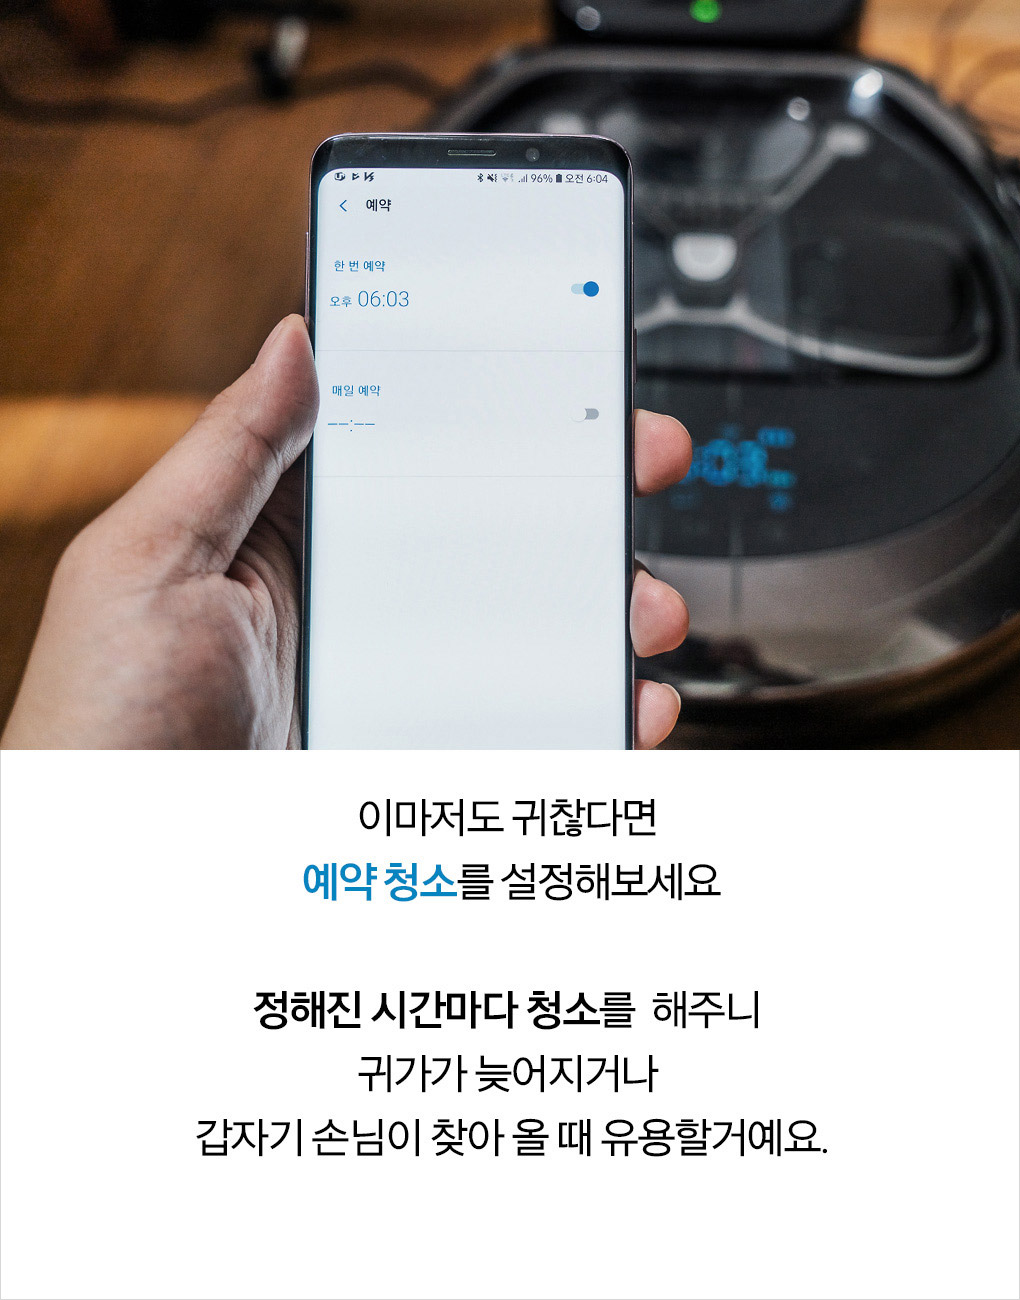 96% 오전 6:04
예약
한 번 예약
오후 06:03
매일 예약
--:--
03
이마저도 귀찮다면
예약 청소를 설정해보세요
정해진 시간마다 청소를 해주니
귀가가 늦어지거나
갑자기 손님이 찾아 올 때 유용할거예요.